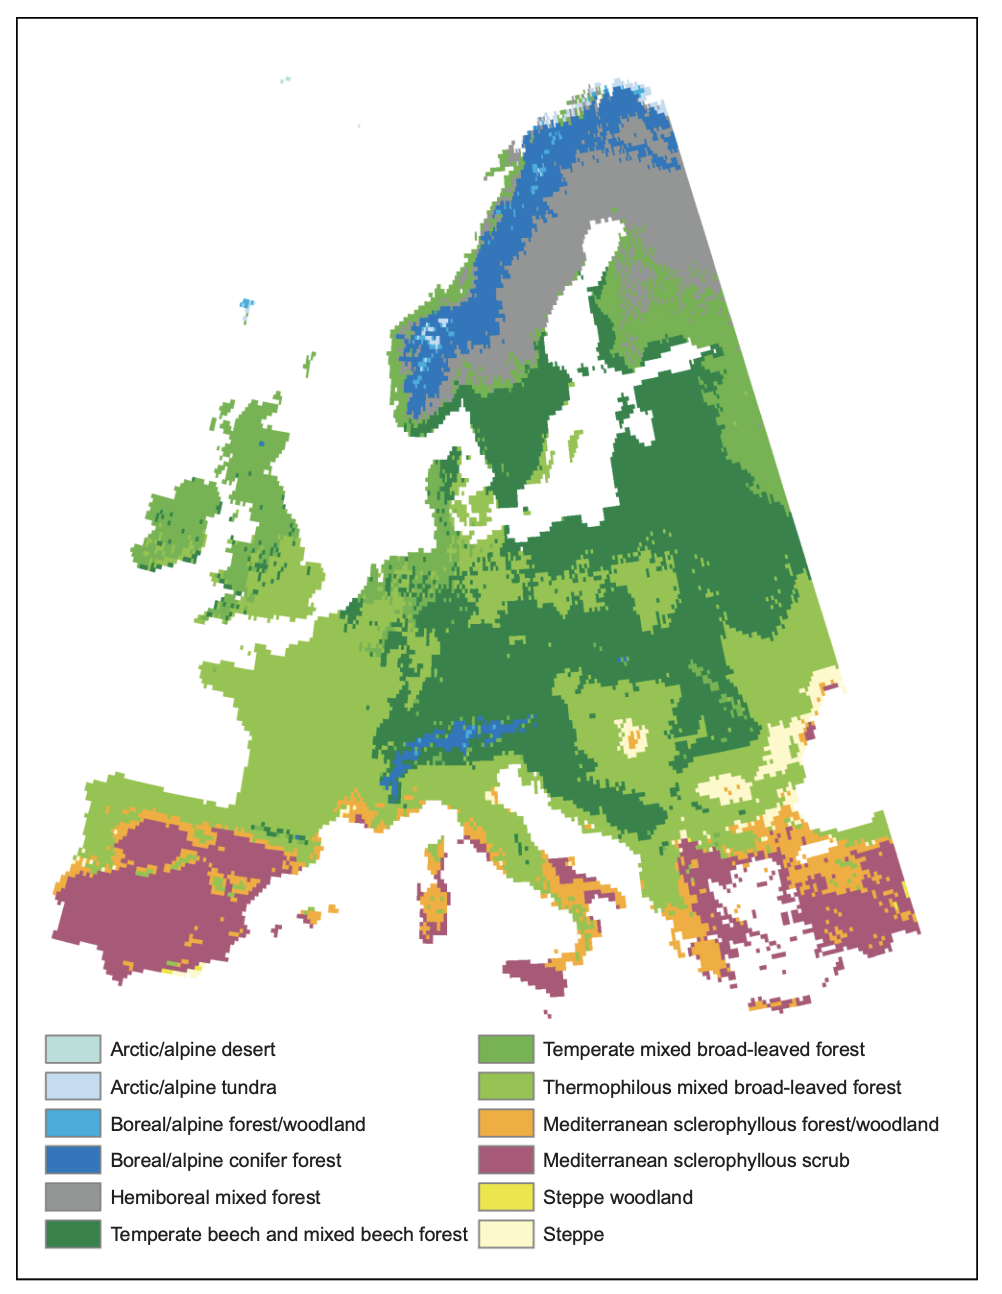 Arctic/alpine desert
Arctic/alpine tundra
Boreal/alpine forest/woodland
Boreal/alpine conifer forest
Hemiboreal mixed forest
Temperate beech and mixed beech forest
Temperate mixed broad-leaved forest
Thermophilous mixed broad-leaved forest
Mediterranean sclerophyllous forest/woodland
Mediterranean sclerophyllous scrub
Steppe woodland
Steppe